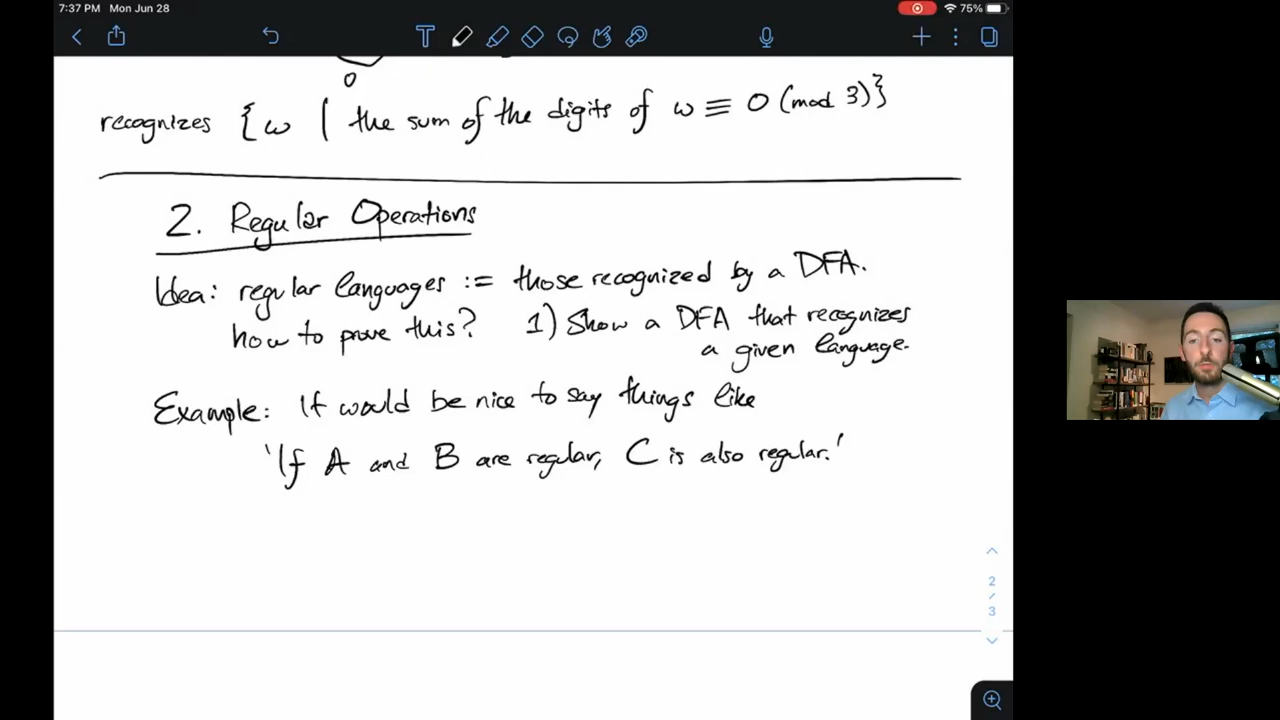 7:37 PM Mon Jun 28
75%
0
recognizes { w | the sum of the digits of w ≡ 0 (mod 3)}
2. Regular Operations
Idea: regular languages := those recognized by a DFA.
how to prove this? 1) Show a DFA that recognizes
a given language.
Example: It would be nice to say things like
'If A and B are regular, C is also regular.'
2
/
3